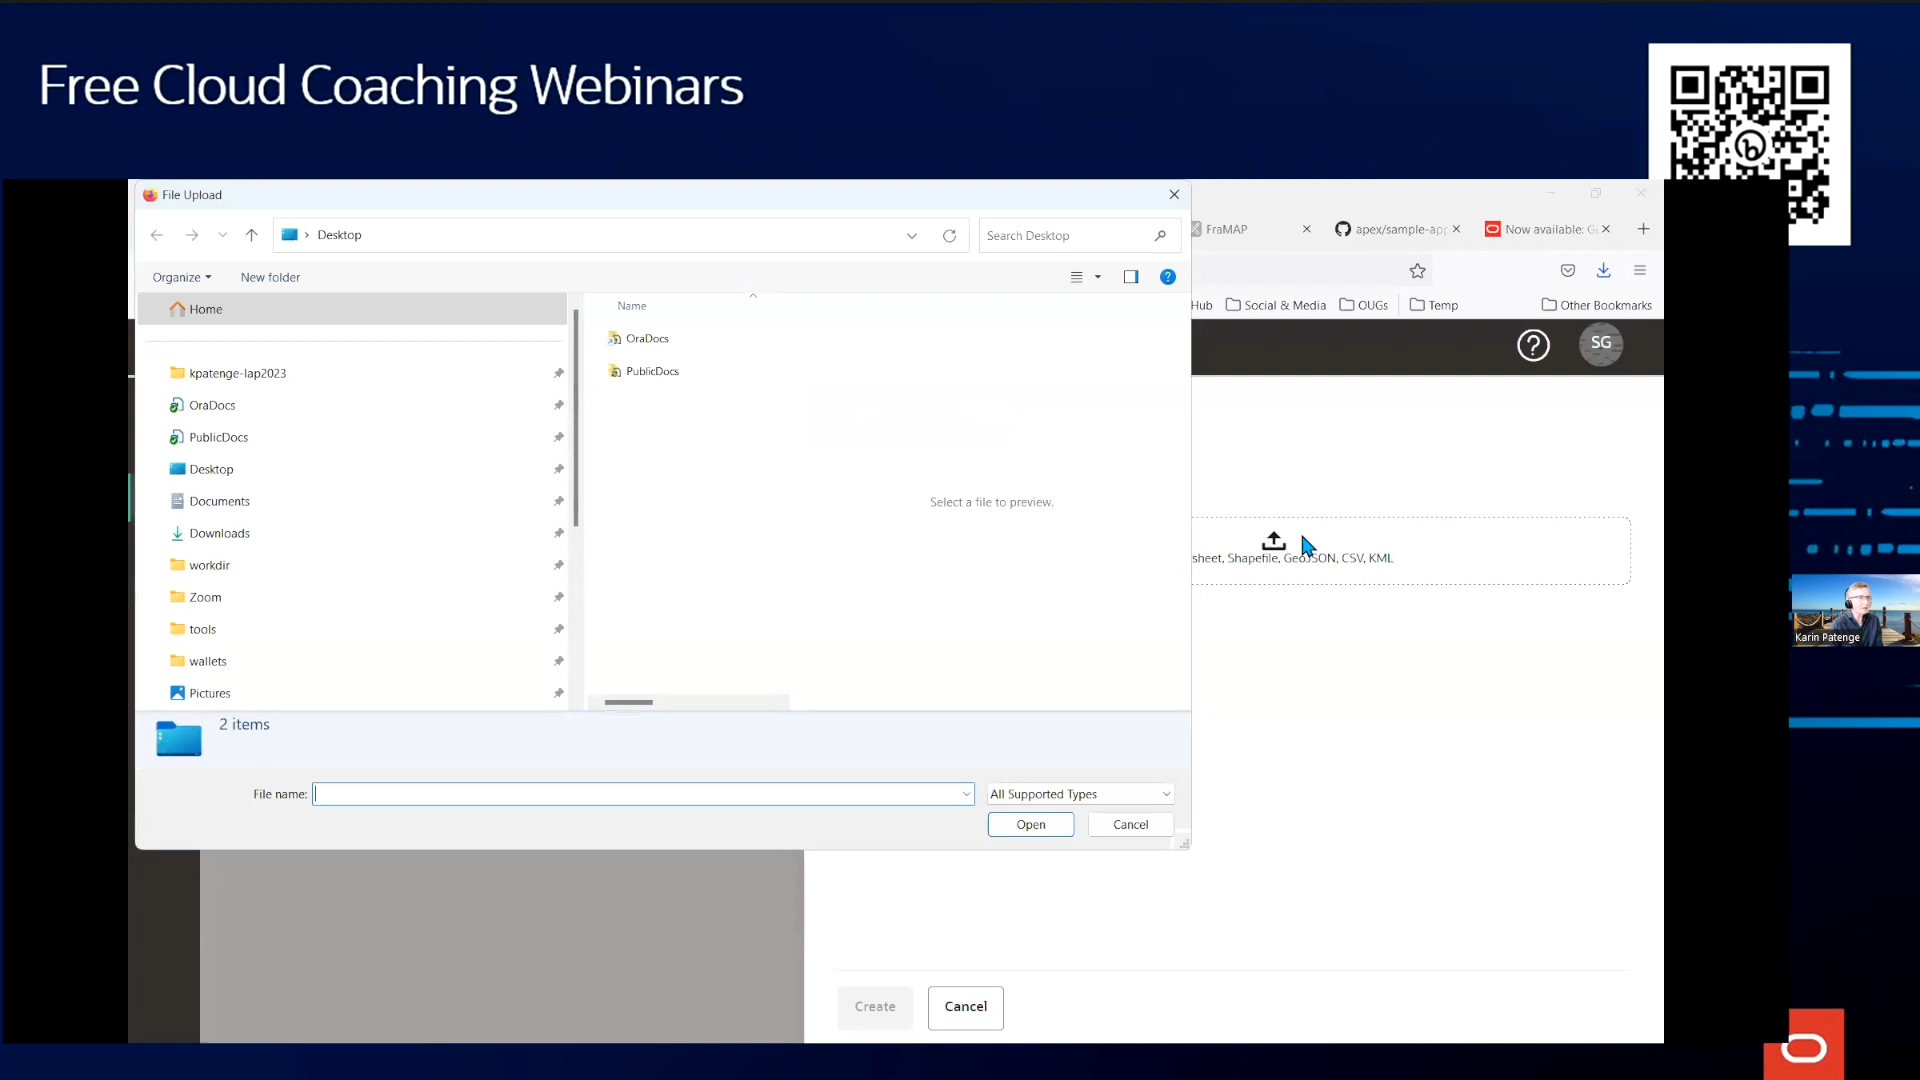 Free Cloud Coaching Webinars
File Upload
Desktop
Search Desktop
Organize
New folder
Home
kpatenge-lap2023
OraDocs
PublicDocs
Desktop
Documents
Downloads
workdir
Zoom
tools
wallets
Pictures
Name
OraDocs
PublicDocs
Select a file to preview.
2 items
File name:
All Supported Types
Open
Cancel
FraMAP
apex/sample-app
Now available: G
Hub
Social & Media
OUGs
Temp
Other Bookmarks
SG
sheet, Shapefile, GeoJSON, CSV, KML
Create
Cancel
Karin Patenge